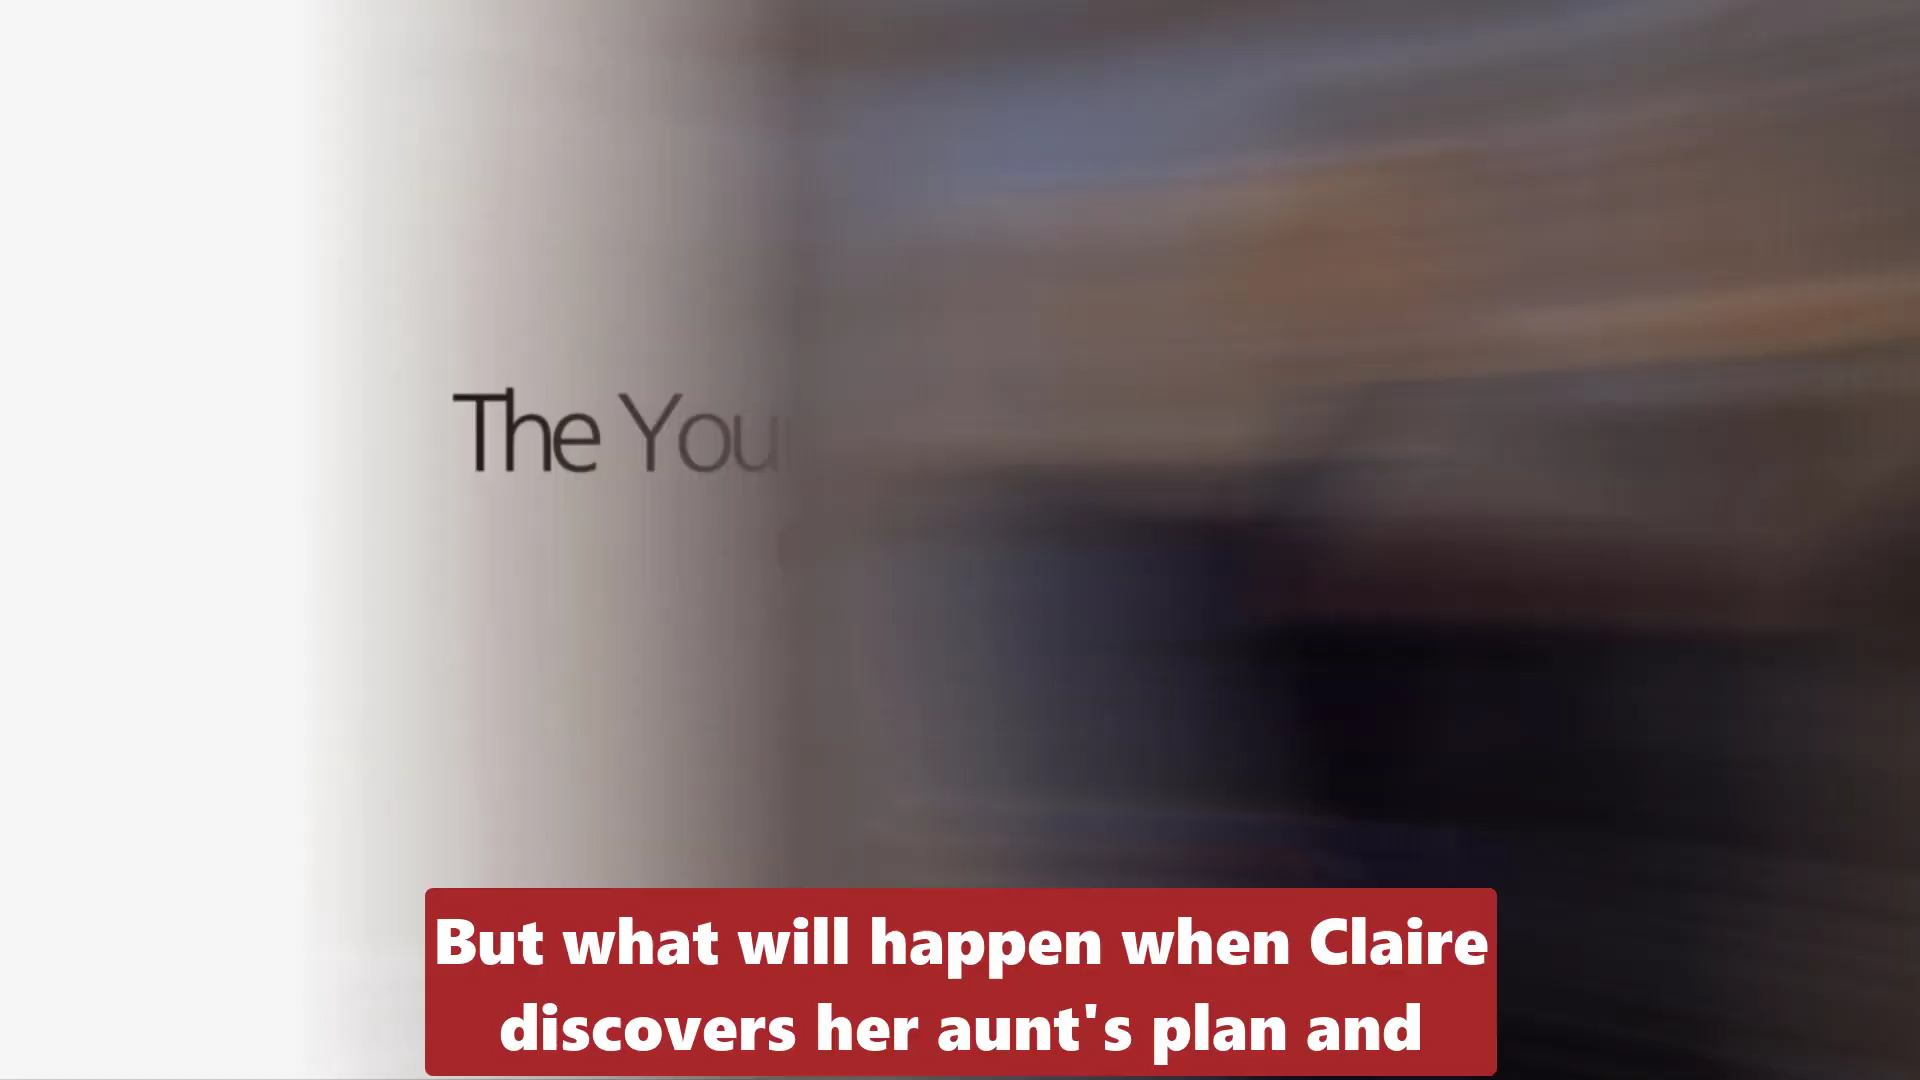 The You
But what will happen when Claire
discovers her aunt's plan and